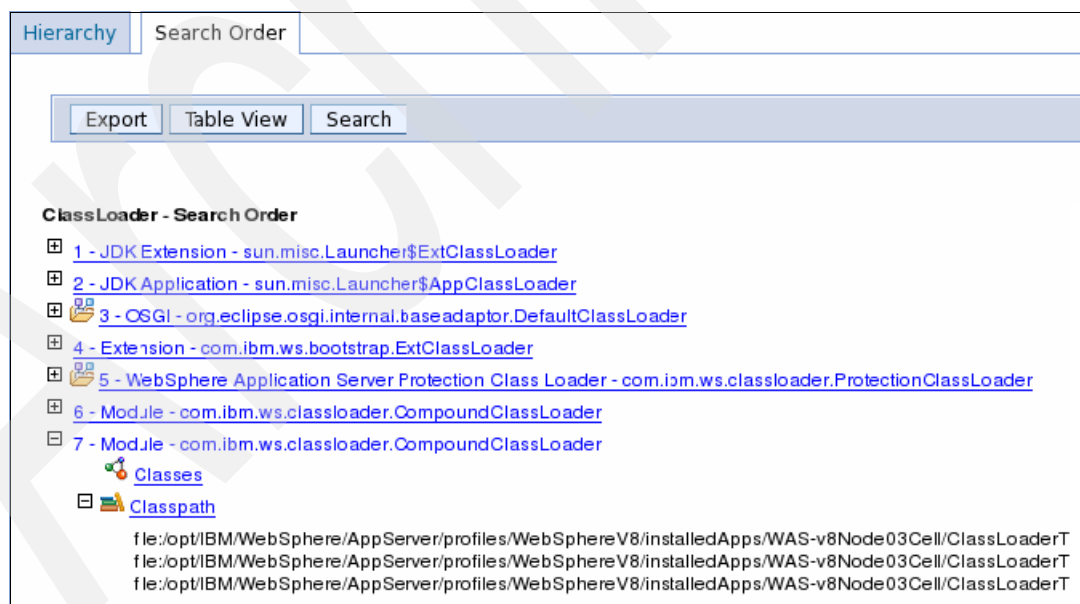 Hierarchy Search Order
Export Table View Search
ClassLoader - Search Order
1 - JDK Extension - sun.misc.Launcher$ExtClassLoader
2 - JDK Application - sun.misc.Launcher$AppClassLoader
3 - OSGI - org.eclipse.osgi.internal.baseadaptor.DefaultClassLoader
4 - Extension - com.ibm.ws.bootstrap.ExtClassLoader
5 - WebSphere Application Server Protection Class Loader - com.ibm.ws.classloader.ProtectionClassLoader
6 - Module - com.ibm.ws.classloader.CompoundClassLoader
7 - Module - com.ibm.ws.classloader.CompoundClassLoader
Classes
Classpath
file:/opt/IBM/WebSphere/AppServer/profiles/WebSphereV8/installedApps/WAS-v8Node03Cell/ClassLoaderT
file:/opt/IBM/WebSphere/AppServer/profiles/WebSphereV8/installedApps/WAS-v8Node03Cell/ClassLoaderT
file:/opt/IBM/WebSphere/AppServer/profiles/WebSphereV8/installedApps/WAS-v8Node03Cell/ClassLoaderT